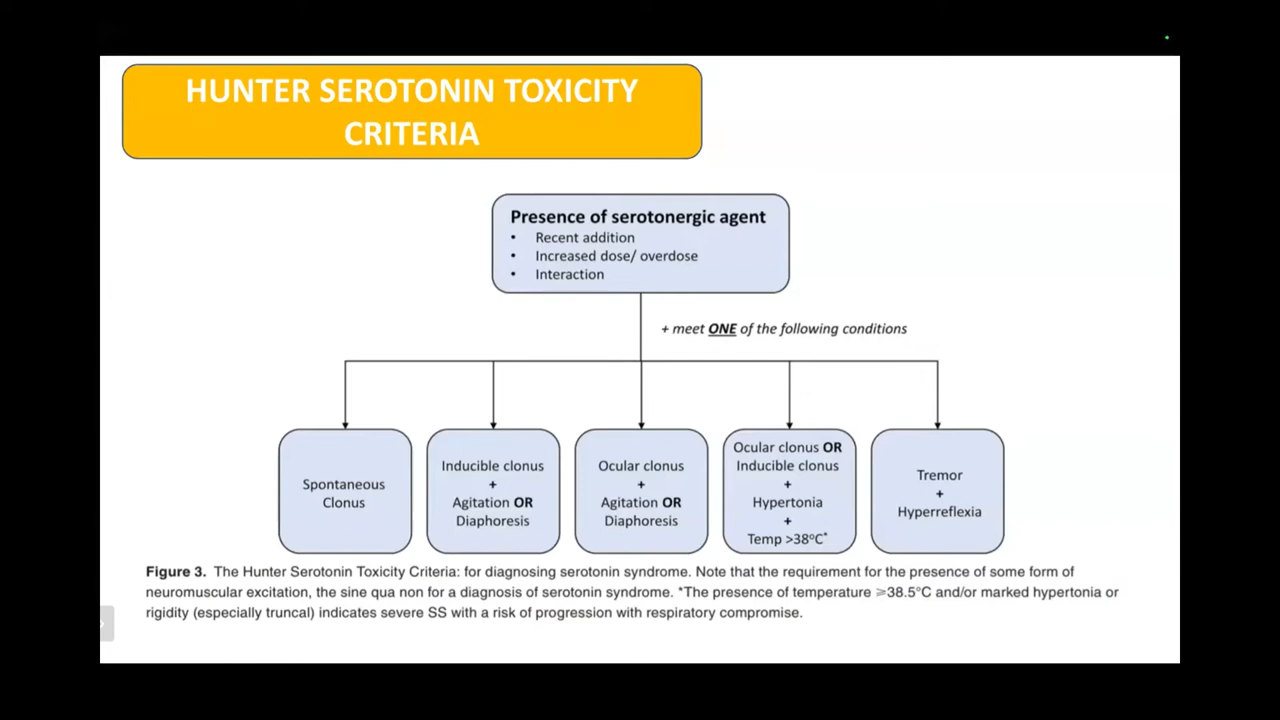 HUNTER SEROTONIN TOXICITY
CRITERIA
Presence of serotonergic agent
• Recent addition
• Increased dose/ overdose
• Interaction
+ meet ONE of the following conditions
Spontaneous
Clonus
Inducible clonus
+
Agitation OR
Diaphoresis
Ocular clonus
+
Agitation OR
Diaphoresis
Ocular clonus OR
Inducible clonus
+
Hypertonia
+
Temp >38°C*
Tremor
+
Hyperreflexia
Figure 3. The Hunter Serotonin Toxicity Criteria: for diagnosing serotonin syndrome. Note that the requirement for the presence of some form of
neuromuscular excitation, the sine qua non for a diagnosis of serotonin syndrome. *The presence of temperature ⩾38.5°C and/or marked hypertonia or
rigidity (especially truncal) indicates severe SS with a risk of progression with respiratory compromise.